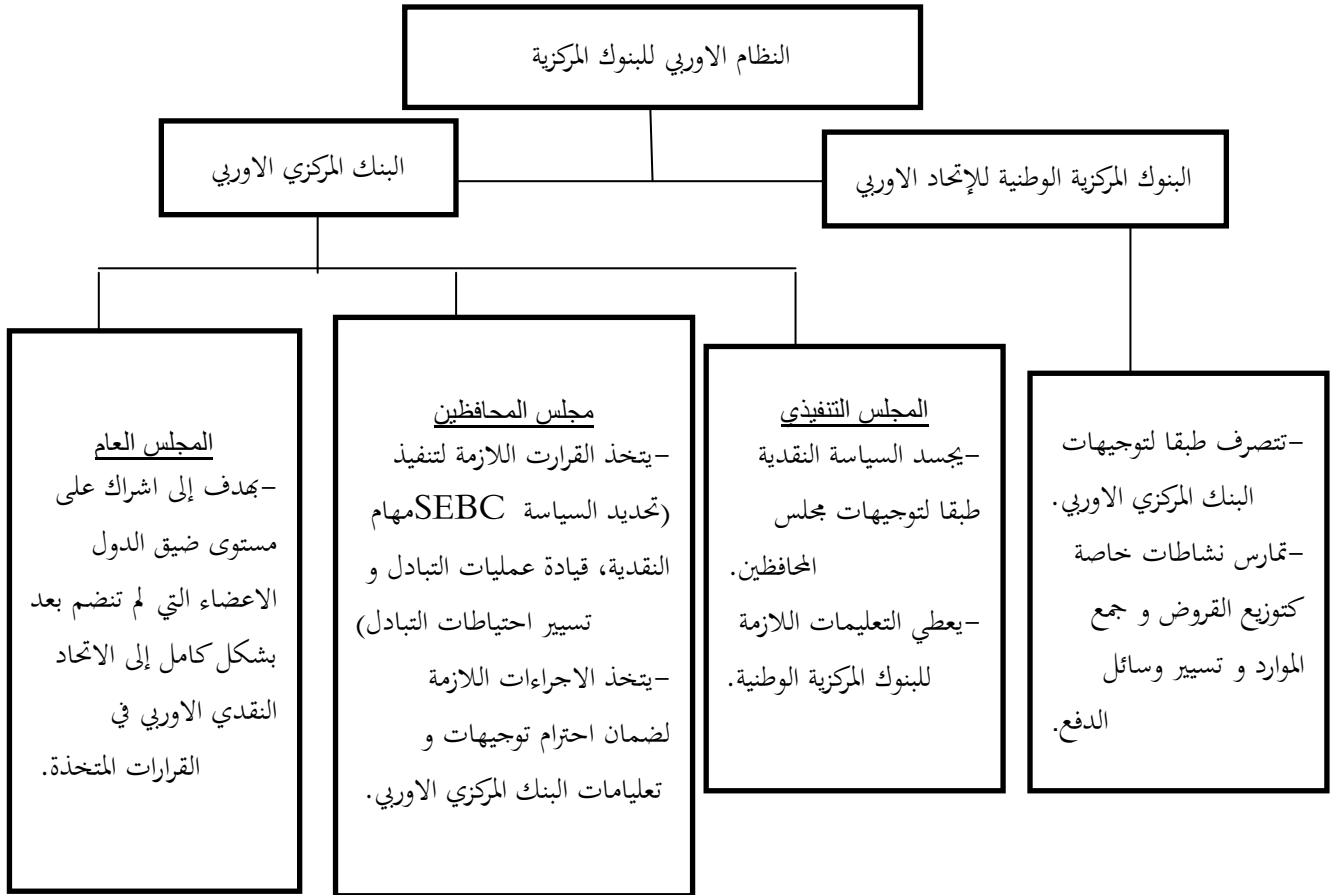 النظام الاوربي للبنوك المركزية
البنوك المركزية الوطنية للإتحاد الاوربي
البنك المركزي الاوربي
-تتصرف طبقا لتوجيهات
البنك المركزي الاوربي.
-تمارس نشاطات خاصة
كتوزيع القروض و جمع
الموارد و تسيير وسائل
الدفع.
المجلس التنفيذي
-يجسد السياسة النقدية
طبقا لتوجيهات مجلس
المحافظين.
-يعطي التعليمات اللازمة
للبنوك المركزية الوطنية.
مجلس المحافظين
-يتخذ القرارت اللازمة لتنفيذ
مهام SEBC (تحديد السياسة
النقدية، قيادة عمليات التبادل و
تسيير احتياطات التبادل)
-يتخذ الاجراءات اللازمة
لضمان احترام توجيهات و
تعليامات البنك المركزي الاوربي.
المجلس العام
-بهدف إلى اشراك على
مستوى ضيق الدول
الاعضاء التي لم تنضم بعد
بشكل كامل إلى الاتحاد
النقدي الاوربي في
القرارات المتخذة.